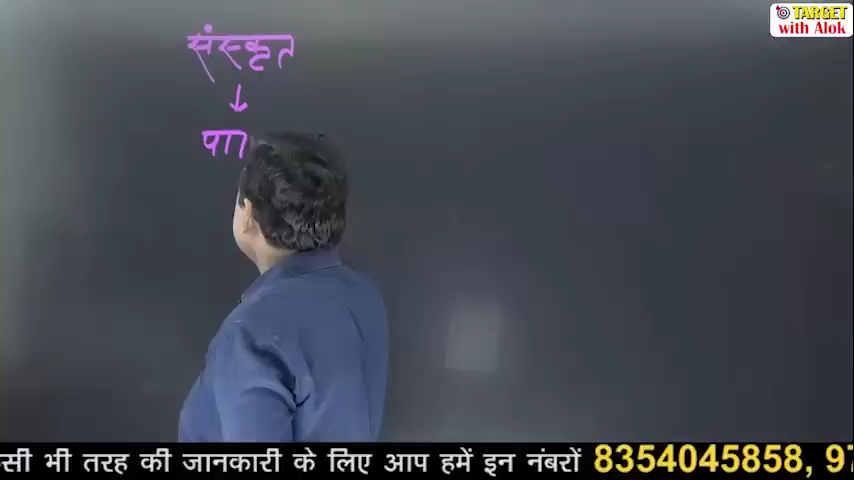 TARGET
with Alok
संस्कृत
↓
पा
सी भी तरह की जानकारी के लिए आप हमें इन नंबरों 8354045858, 97